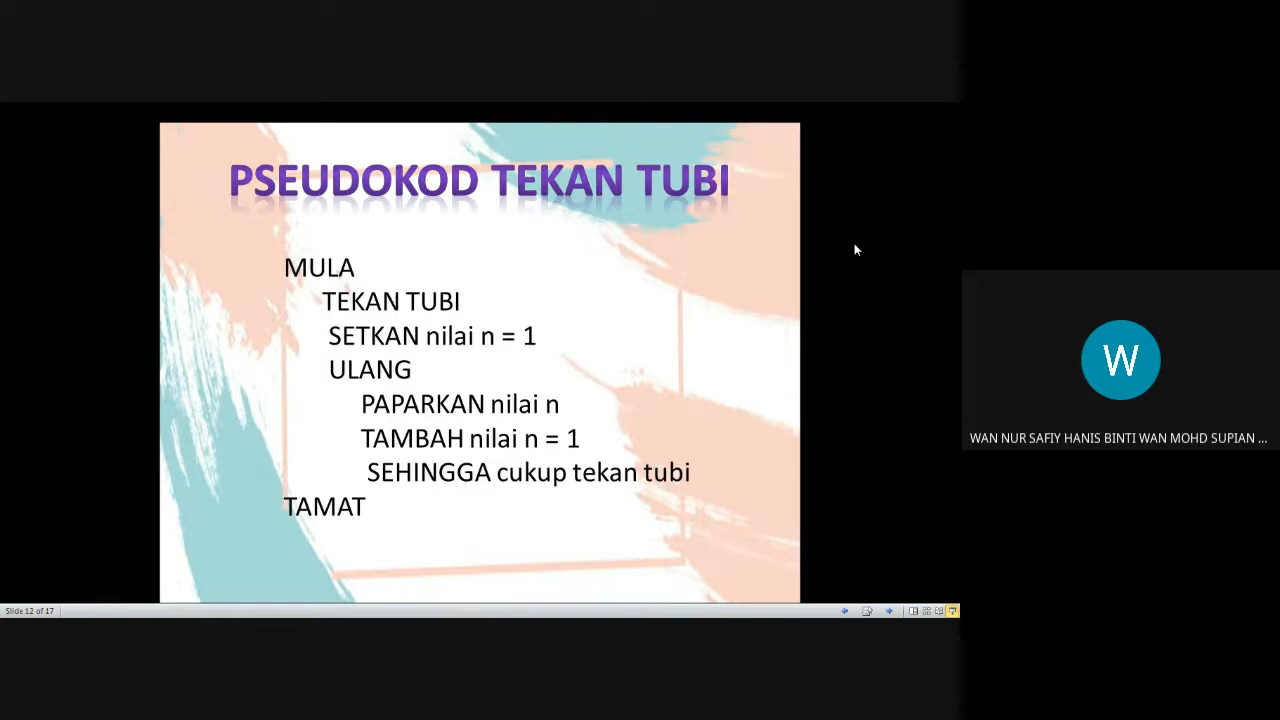 PSEUDOKOD TEKAN TUBI
MULA
TEKAN TUBI
SETKAN nilai n = 1
ULANG
PAPARKAN nilai n
TAMBAH nilai n = 1
SEHINGGA cukup tekan tubi
TAMAT
Slide 12 of 17
W
WAN NUR SAFIY HANIS BINTI WAN MOHD SUPIAN ...